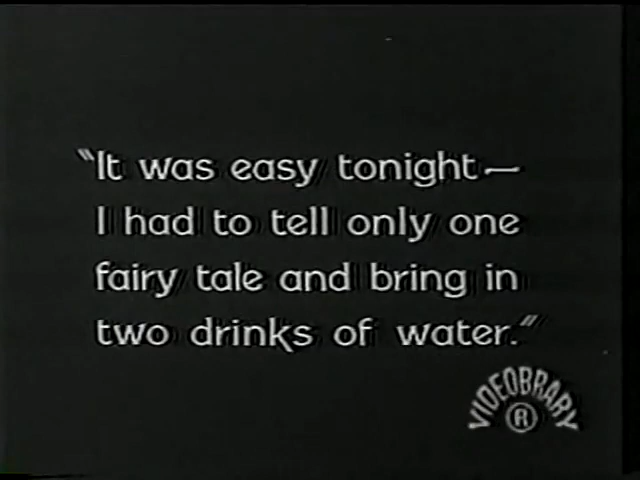 "It was easy tonight—
I had to tell only one
fairy tale and bring in
two drinks of water."
VIDEOBRARY
®